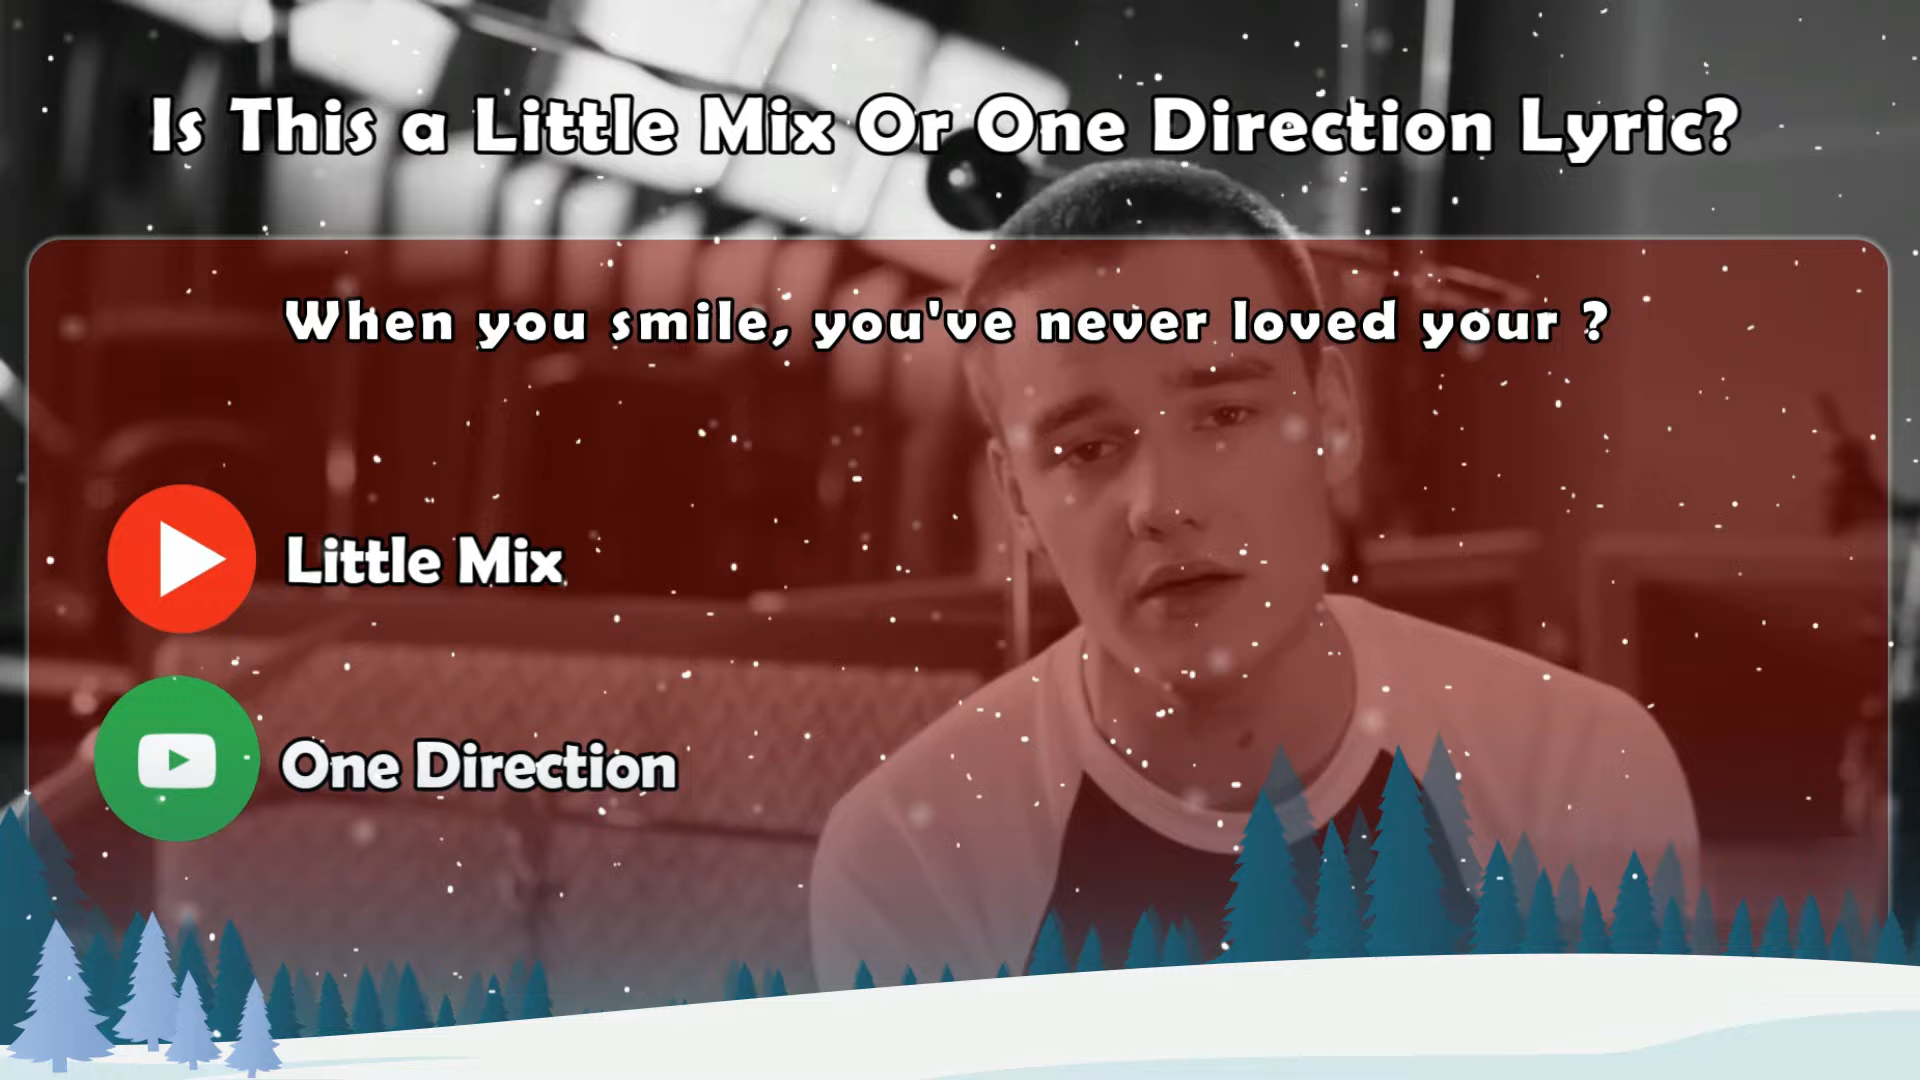 Is This a Little Mix Or One Direction Lyric?
When you smile, you've never loved your ?
Little Mix
One Direction